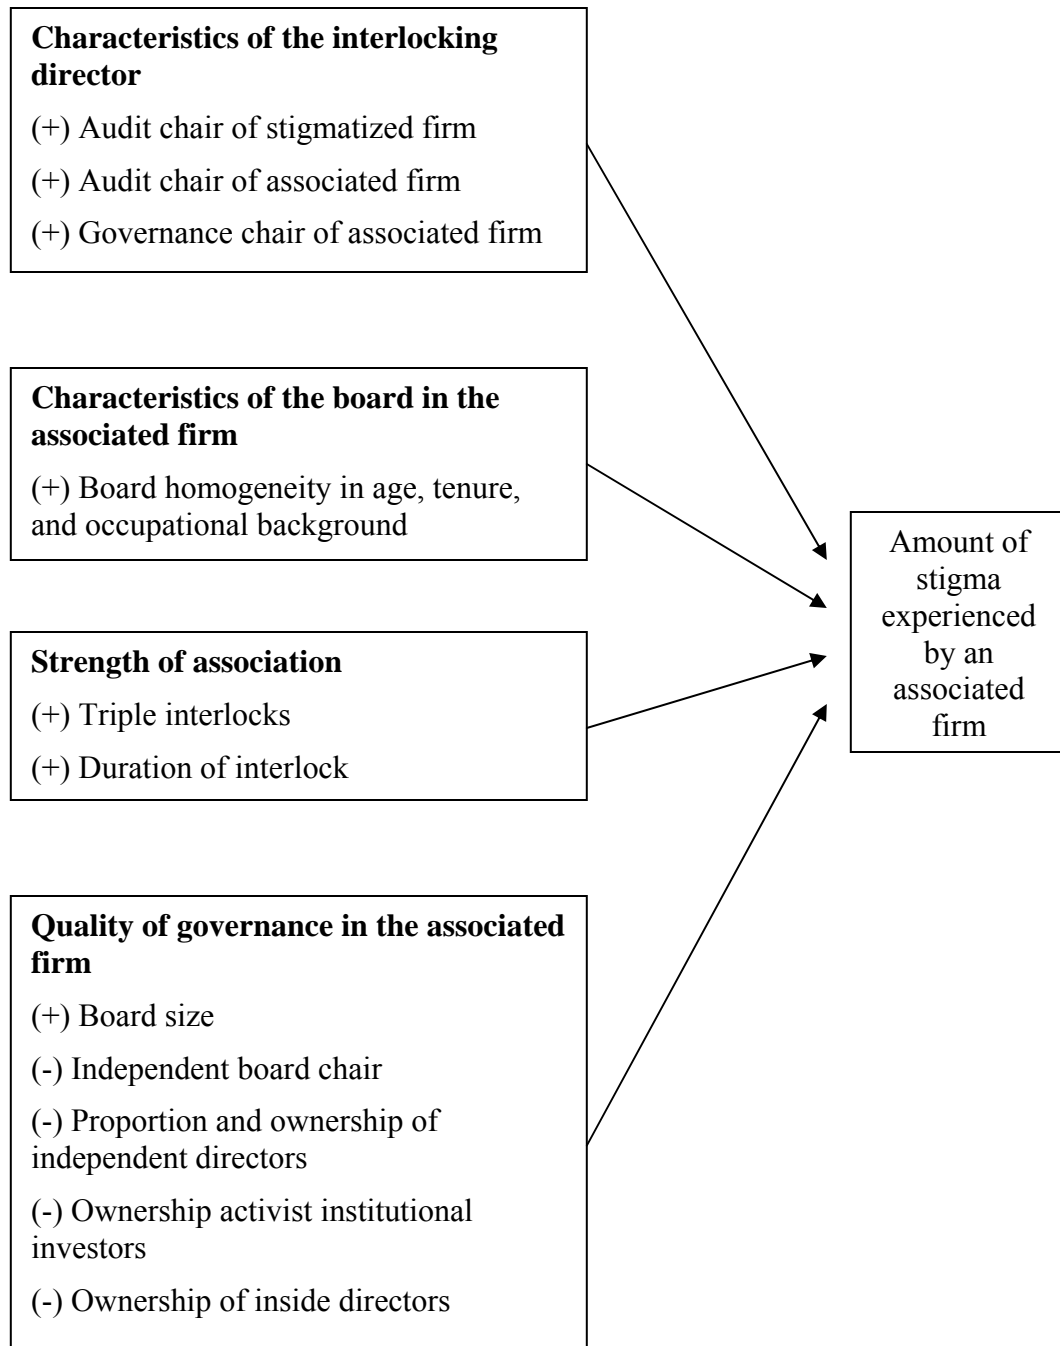 Characteristics of the interlocking
director
(+) Audit chair of stigmatized firm
(+) Audit chair of associated firm
(+) Governance chair of associated firm
Characteristics of the board in the
associated firm
(+) Board homogeneity in age, tenure,
and occupational background
Strength of association
(+) Triple interlocks
(+) Duration of interlock
Quality of governance in the associated
firm
(+) Board size
(-) Independent board chair
(-) Proportion and ownership of
independent directors
(-) Ownership activist institutional
investors
(-) Ownership of inside directors
Amount of
stigma
experienced
by an
associated
firm